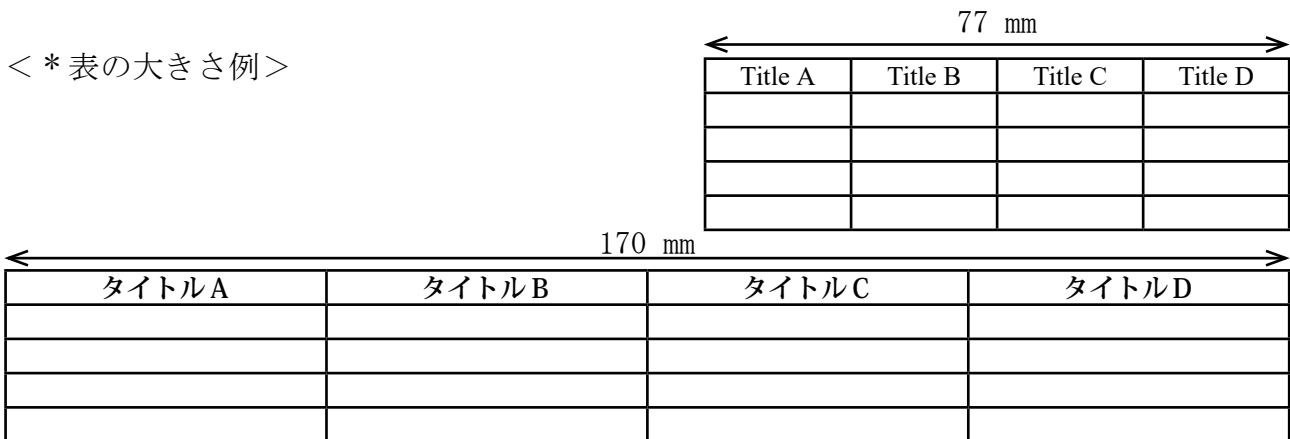 77 mm
＜＊表の大きさ例＞
Title A Title B Title C Title D
170 mm
タイトルA タイトルB タイトルC タイトルD